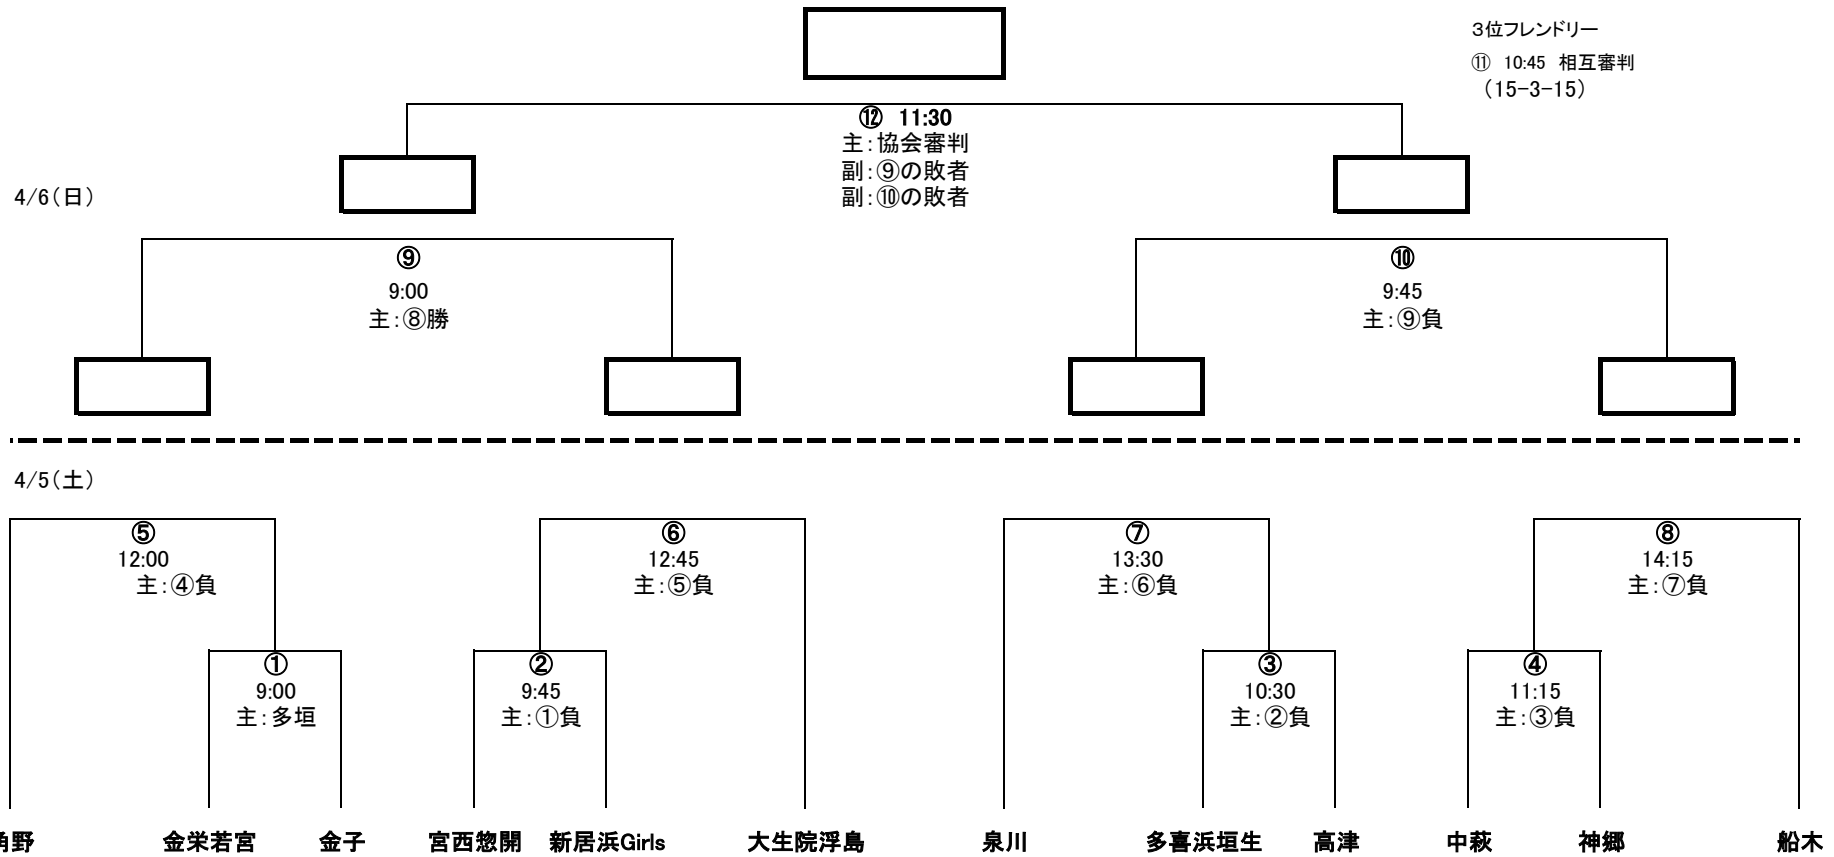 3位フレンドリー
⑪ 10:45 相互審判
(15-3-15)
⑫ 11:30
主:協会審判
副:⑨の敗者
副:⑩の敗者
4/6(日)
⑨
9:00
主:⑧勝
⑩
9:45
主:⑨負
4/5(土)
⑤
12:00
主:④負
⑥
12:45
主:⑤負
⑦
13:30
主:⑥負
⑧
14:15
主:⑦負
①
9:00
主:多垣
②
9:45
主:①負
③
10:30
主:②負
④
11:15
主:③負
角野 金栄若宮 金子 宮西惣開 新居浜Girls 大生院浮島 泉川 多喜浜垣生 高津 中萩 神郷 船木